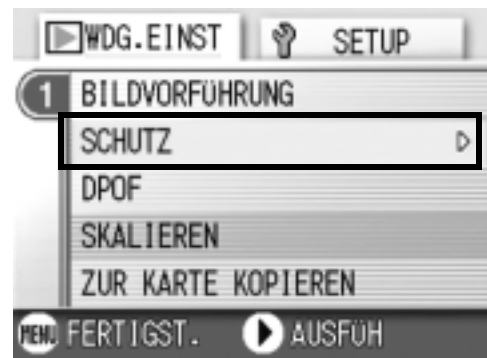 WDG.EINST SETUP
1 BILDVORFÜHRUNG
SCHUTZ
DPOF
SKALIEREN
ZUR KARTE KOPIEREN
MENU FERTIGST. AUSFÜH